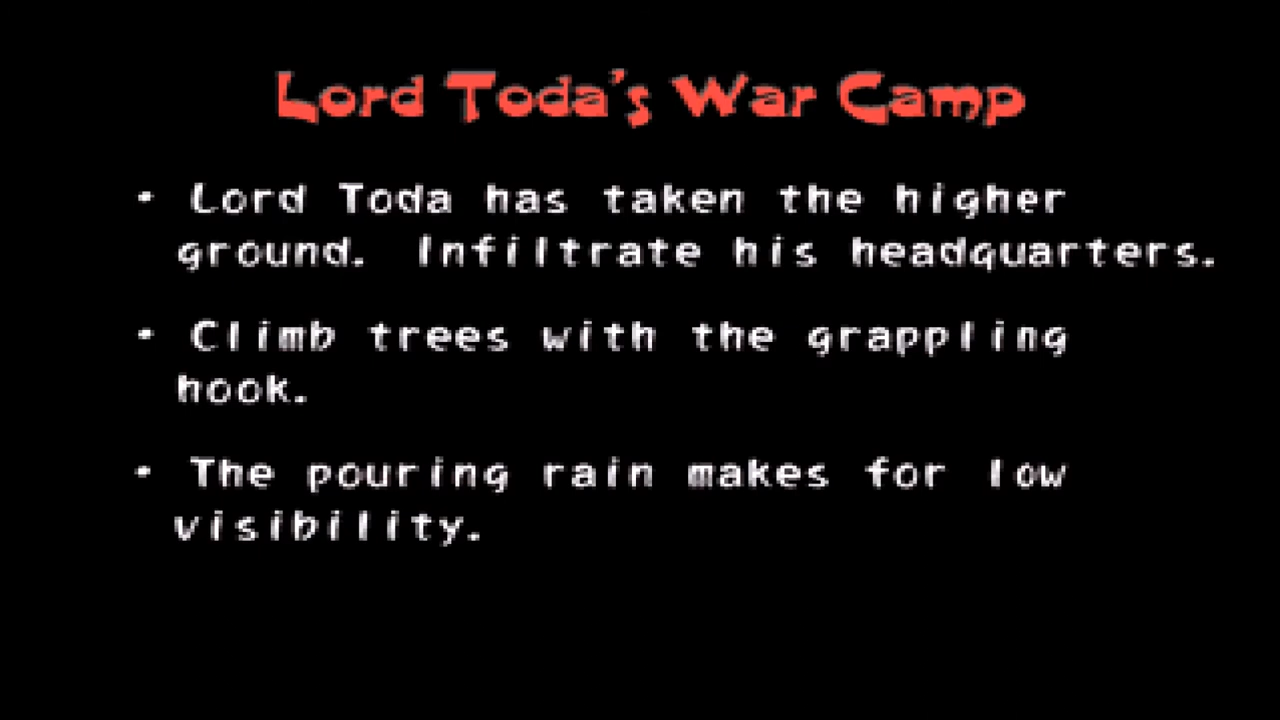 Lord Toda's War Camp
• Lord Toda has taken the higher
ground. Infiltrate his headquarters.
• Climb trees with the grappling
hook.
• The pouring rain makes for low
visibility.